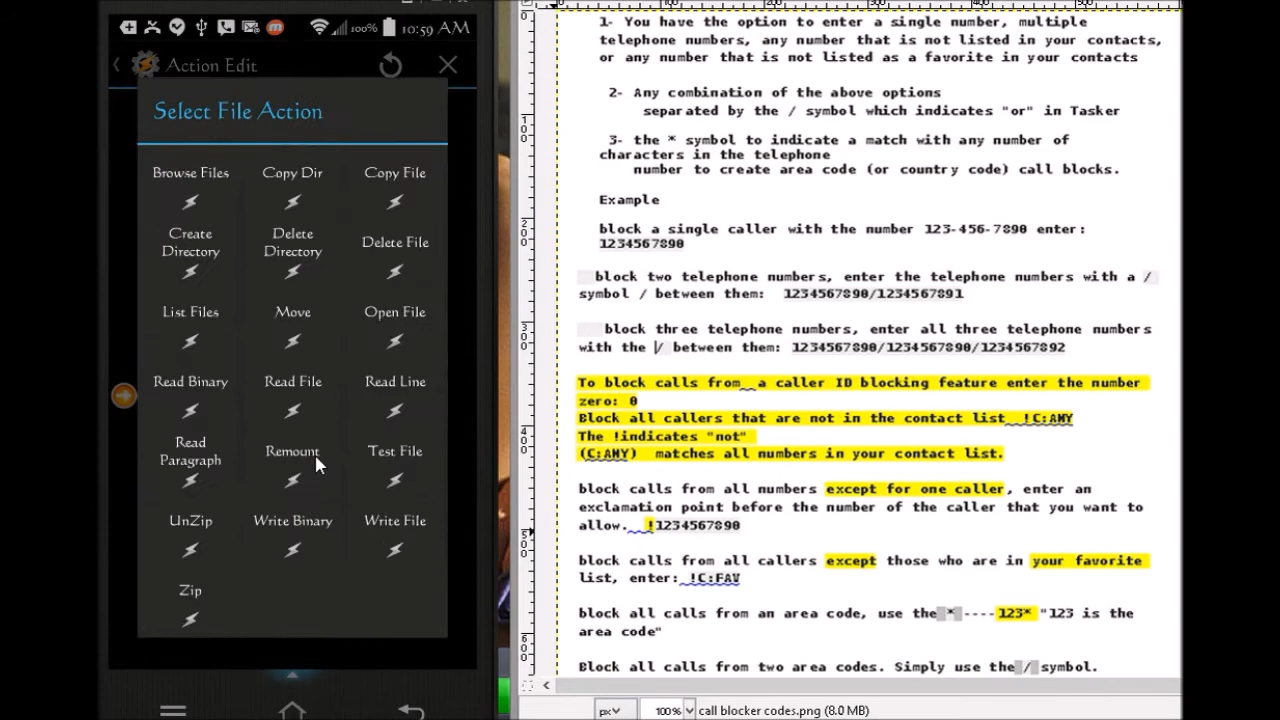 100% 10:59 AM
Action Edit
Select File Action
Browse Files Copy Dir Copy File
Create Directory Delete Directory Delete File
List Files Move Open File
Read Binary Read File Read Line
Read Paragraph Remount Test File
UnZip Write Binary Write File
Zip
1- You have the option to enter a single number, multiple
telephone numbers, any number that is not listed in your contacts,
or any number that is not listed as a favorite in your contacts
2- Any combination of the above options
separated by the / symbol which indicates "or" in Tasker
3- the * symbol to indicate a match with any number of
characters in the telephone
number to create area code (or country code) call blocks.
Example
block a single caller with the number 123-456-7890 enter:
1234567890
block two telephone numbers, enter the telephone numbers with a /
symbol / between them: 1234567890/1234567891
block three telephone numbers, enter all three telephone numbers
with the / between them: 1234567890/1234567890/1234567892
To block calls from a caller ID blocking feature enter the number
zero: 0
Block all callers that are not in the contact list !C:ANY
The !indicates "not"
(C:ANY) matches all numbers in your contact list.
block calls from all numbers except for one caller, enter an
exclamation point before the number of the caller that you want to
allow. !1234567890
block calls from all callers except those who are in your favorite
list, enter: !C:FAV
block all calls from an area code, use the * ----123* "123 is the
area code"
Block all calls from two area codes. Simply use the / symbol.
px 100% call blocker codes.png (8.0 MB)